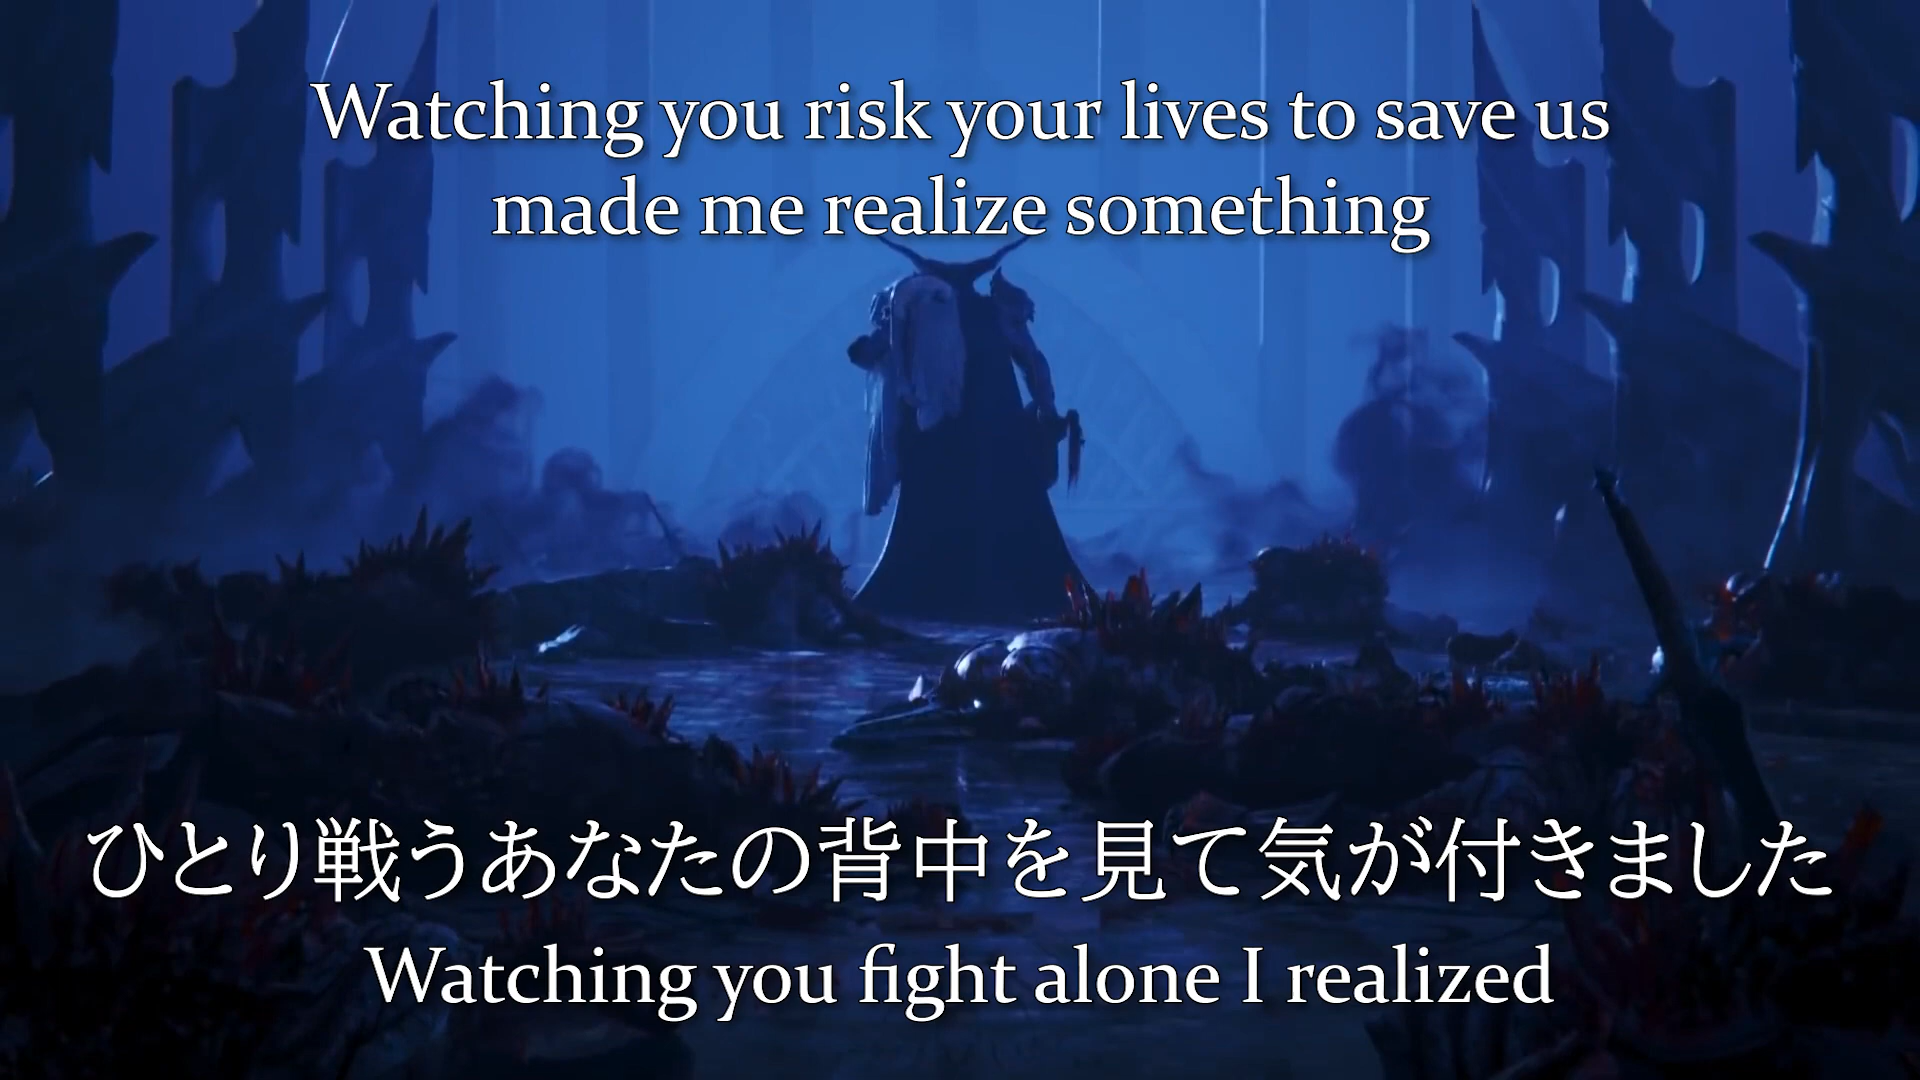 Watching you risk your lives to save us
made me realize something
ひとり戦うあなたの背中を見て気が付きました
Watching you fight alone I realized